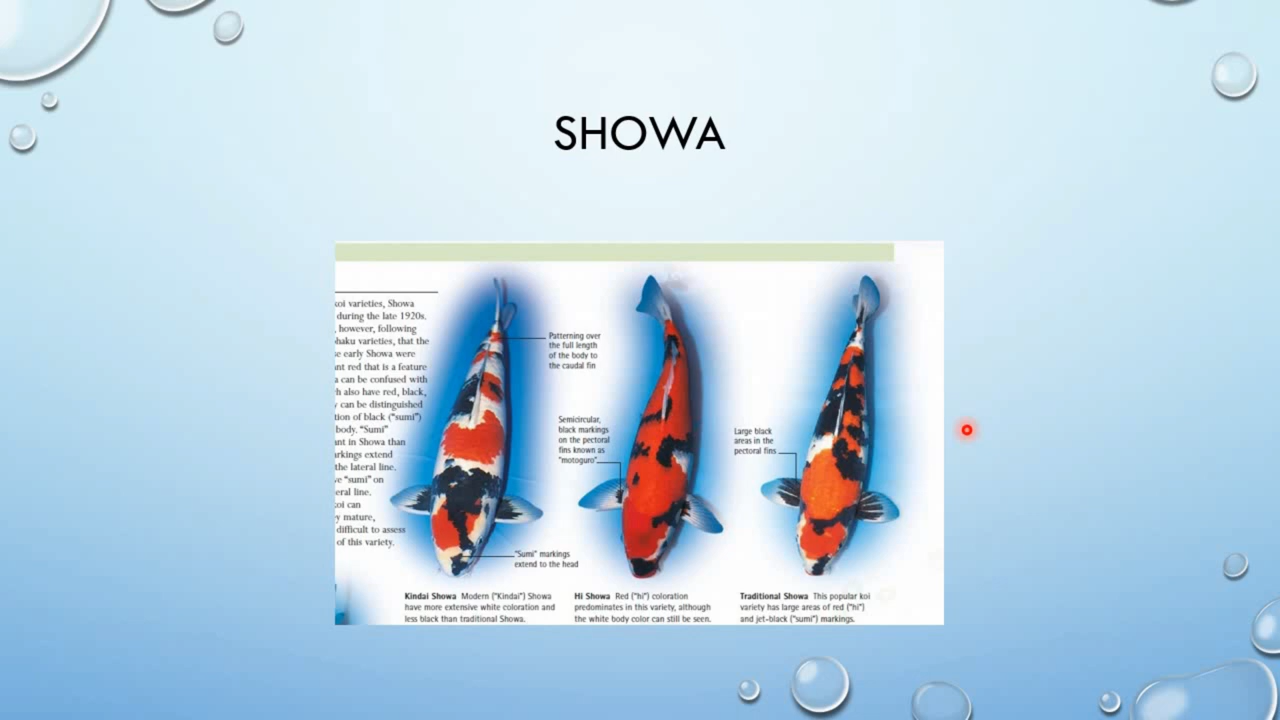 SHOWA
koi varieties, Showa
during the late 1920s.
, however, following
haku varieties, that the
e early Showa were
nt red that is a feature
a can be confused with
h also have red, black,
y can be distinguished
tion of black ("sumi")
body. "Sumi"
ant in Showa than
arkings extend
the lateral line.
ve "sumi" on
eral line.
koi can
y mature,
difficult to assess
of this variety.
Patterning over
the full length
of the body to
the caudal fin
Semicircular,
black markings
on the pectoral
fins known as
"motoguro"
Large black
areas in the
pectoral fins
"Sumi" markings
extend to the head
Kindai Showa Modern ("Kindai") Showa
have more extensive white coloration and
less black than traditional Showa.
Hi Showa Red ("hi") coloration
predominates in this variety, although
the white body color can still be seen.
Traditional Showa This popular koi
variety has large areas of red ("hi")
and jet-black ("sumi") markings.